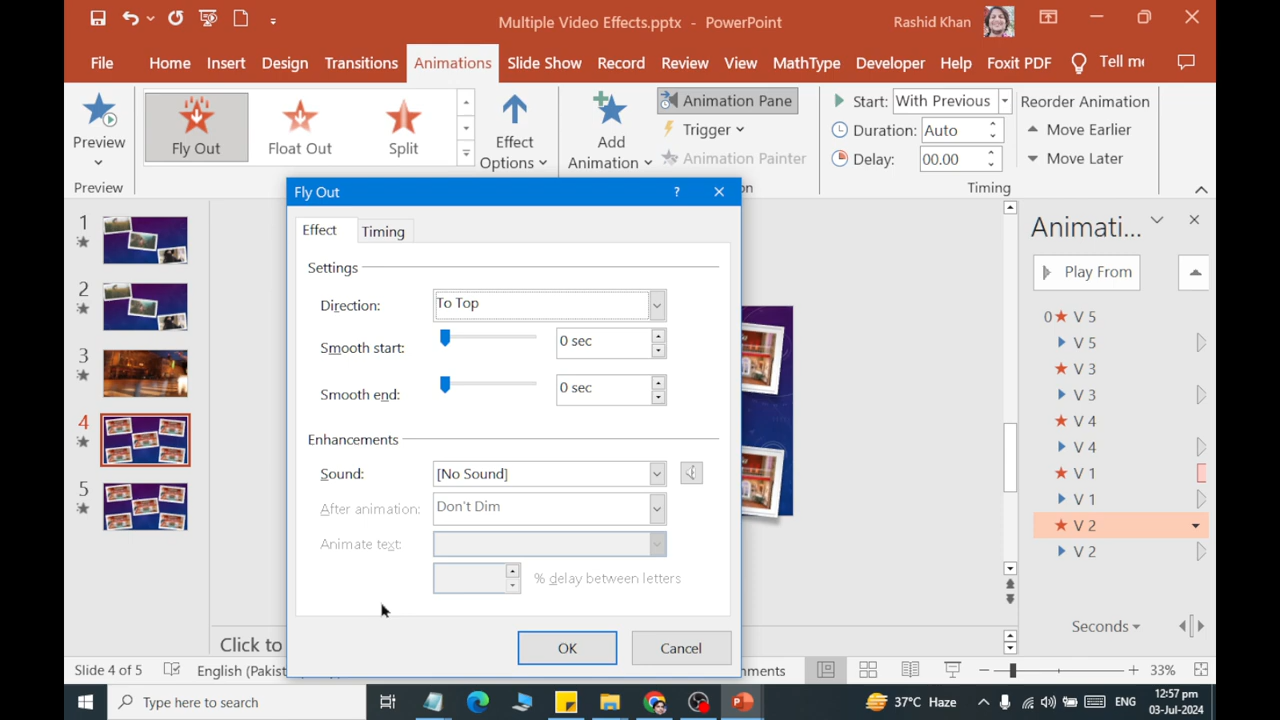 Multiple Video Effects.pptx - PowerPoint
Rashid Khan
File Home Insert Design Transitions Animations Slide Show Record Review View MathType Developer Help Foxit PDF Tell me
Preview
Fly Out
Float Out
Split
Effect
Options
Add
Animation
Animation Pane
Trigger
Animation Painter
Start: With Previous
Duration: Auto
Delay: 00.00
Reorder Animation
Move Earlier
Move Later
Preview
Timing
Fly Out
?
Effect
Timing
Settings
Direction: To Top
Smooth start: 0 sec
Smooth end: 0 sec
Enhancements
Sound: [No Sound]
After animation: Don't Dim
Animate text:
% delay between letters
OK
Cancel
1
2
3
4
5
Animati...
Play From
0 V 5
V 5
V 3
V 3
V 4
V 4
V 1
V 1
V 2
V 2
Seconds
Click to
Slide 4 of 5
33%
Type here to search
37°C Haze
ENG
12:57 pm
03-Jul-2024